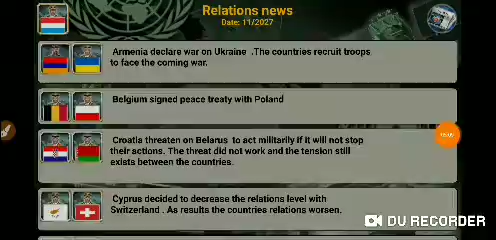 Relations news
Date: 11/2027
Armenia declare war on Ukraine . The countries recruit troops
to face the coming war.
Belgium signed peace treaty with Poland
Croatia threaten on Belarus to act militarily if it will not stop
their actions. The threat did not work and the tension still
exists between the countries.
Cyprus decided to decrease the relations level with
Switzerland . As results the countries relations worsen.
DU RECORDER